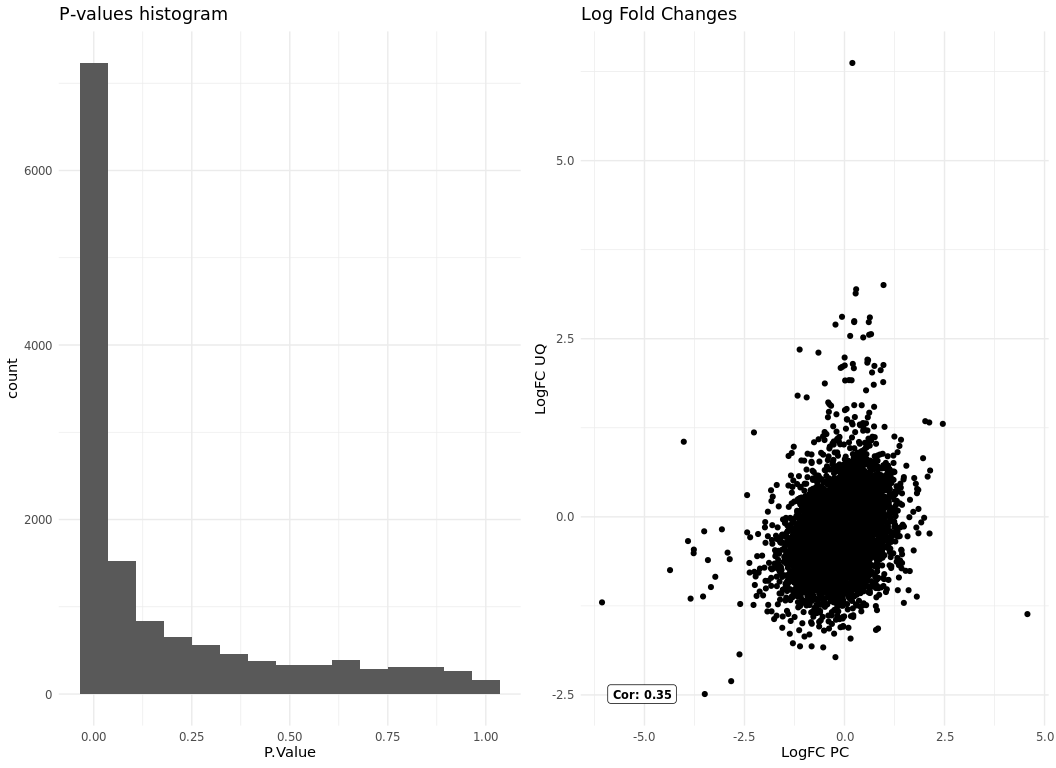 P-values histogram
count
6000
4000
2000
0
0.00 0.25 0.50 0.75 1.00
P.Value
Log Fold Changes
LogFC UQ
5.0
2.5
0.0
-2.5
Cor: 0.35
-5.0 -2.5 0.0 2.5 5.0
LogFC PC